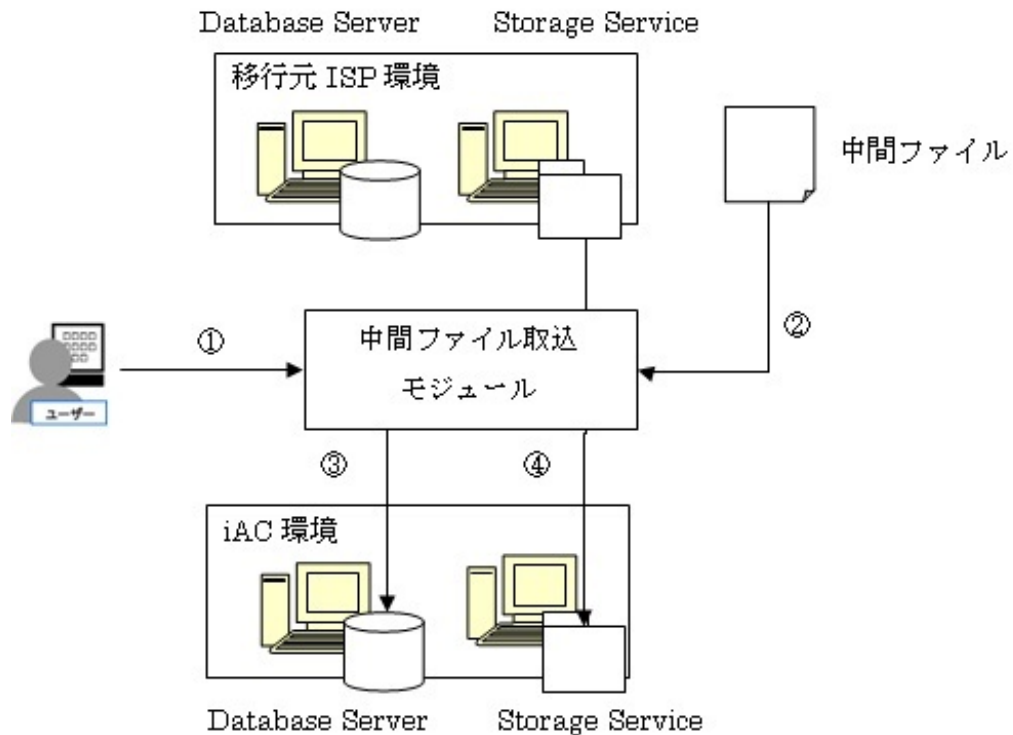 Database Server
Storage Service
移行元 ISP 環境
中間ファイル
①
中間ファイル取込
モジュール
②
ユーザー
③
④
iAC 環境
Database Server
Storage Service